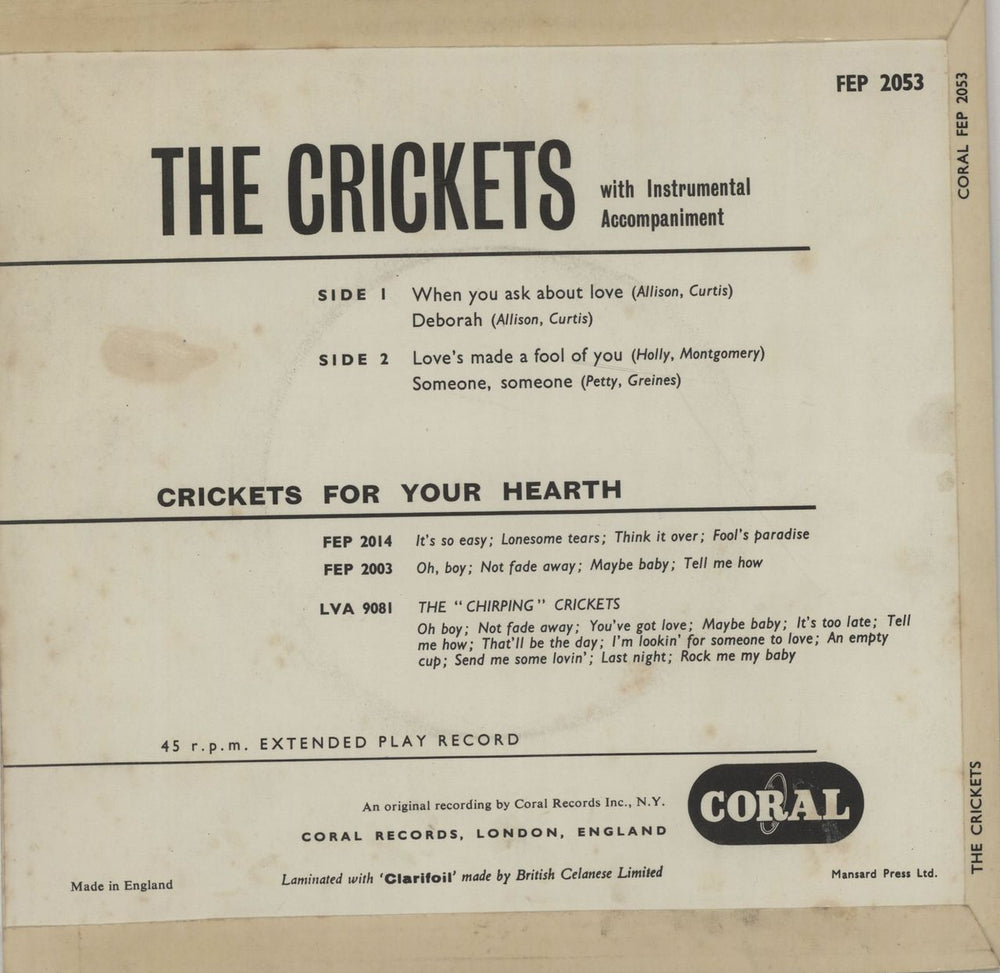 FEP 2053
THE CRICKETS with Instrumental
Accompaniment
SIDE 1 When you ask about love (Allison, Curtis)
Deborah (Allison, Curtis)
SIDE 2 Love's made a fool of you (Holly, Montgomery)
Someone, someone (Petty, Greines)
CRICKETS FOR YOUR HEARTH
FEP 2014 It's so easy; Lonesome tears; Think it over; Fool's paradise
FEP 2003 Oh, boy; Not fade away; Maybe baby; Tell me how
LVA 9081 THE "CHIRPING" CRICKETS
Oh boy; Not fade away; You've got love; Maybe baby; It's too late; Tell
me how; That'll be the day; I'm lookin' for someone to love; An empty
cup; Send me some lovin'; Last night; Rock me my baby
45 r.p.m. EXTENDED PLAY RECORD
An original recording by Coral Records Inc., N.Y.
CORAL RECORDS, LONDON, ENGLAND
CORAL
Made in England
Laminated with 'Clarifoil' made by British Celanese Limited
Mansard Press Ltd.
CORAL FEP 2053
THE CRICKETS